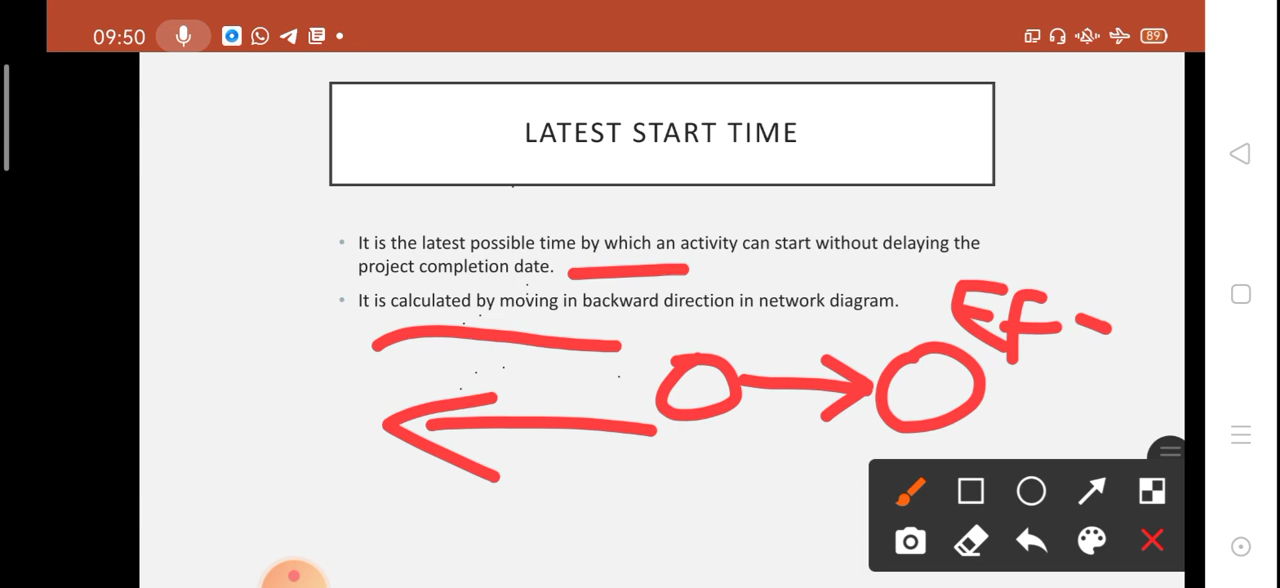 09:50
89
LATEST START TIME
• It is the latest possible time by which an activity can start without delaying the
project completion date.
• It is calculated by moving in backward direction in network diagram.
EF -